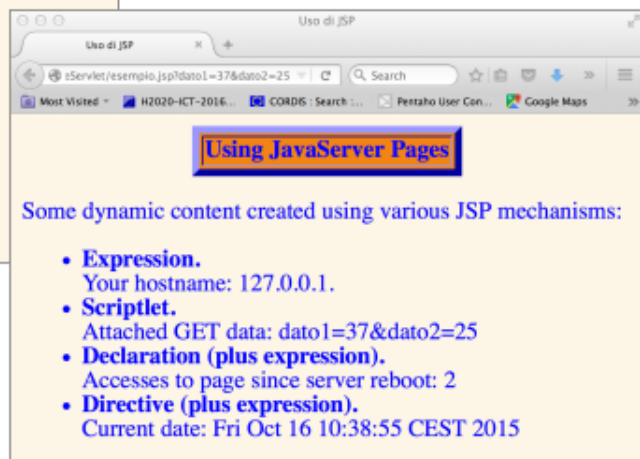 Uso di JSP
Uso di JSP × +
:Servlet/esempio.jsp?dato1=37&dato2=25 Search
Most Visited H2020-ICT-2016... CORDIS : Search :... Pentaho User Con... Google Maps »
Using JavaServer Pages
Some dynamic content created using various JSP mechanisms:
• Expression.
Your hostname: 127.0.0.1.
• Scriptlet.
Attached GET data: dato1=37&dato2=25
• Declaration (plus expression).
Accesses to page since server reboot: 2
• Directive (plus expression).
Current date: Fri Oct 16 10:38:55 CEST 2015